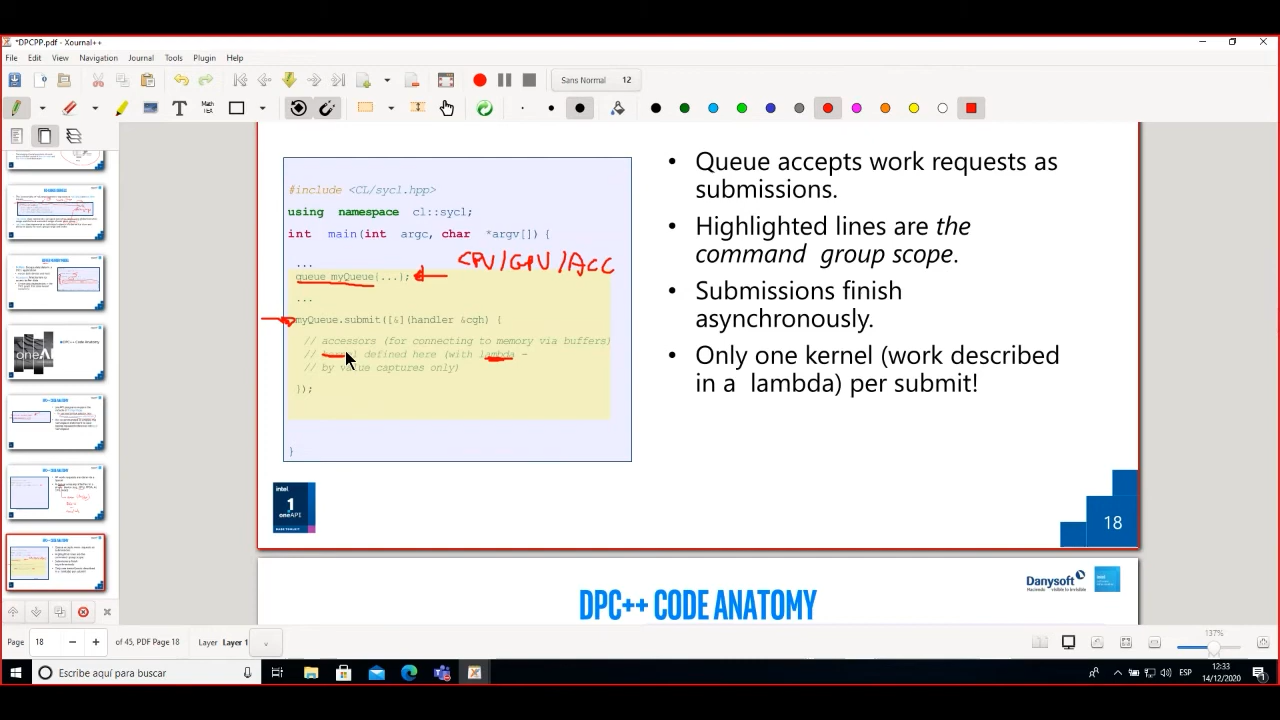 *DPCPP.pdf - Xournal++
File Edit View Navigation Journal Tools Plugin Help
Sans Normal 12
#include <CL/sycl.hpp>
using namespace cl::sycl;
int main(int argc, char *argv[]) {
...
CPU/GPU/ACC
queue myQueue{...};
...
myQueue.submit([&](handler &cgh) {
// accessors (for connecting to memory via buffers)
// defined here (with lambda -
// by value captures only)
});
}
• Queue accepts work requests as
submissions.
• Highlighted lines are the
command group scope.
• Submissions finish
asynchronously.
• Only one kernel (work described
in a lambda) per submit!
intel
1
oneAPI
BASE TOOLKIT
18
Danysoft
intel
DPC++ CODE ANATOMY
Page 18 of 45, PDF Page 18 Layer Layer 1
137%
Escribe aquí para buscar
ESP
12:33
14/12/2020